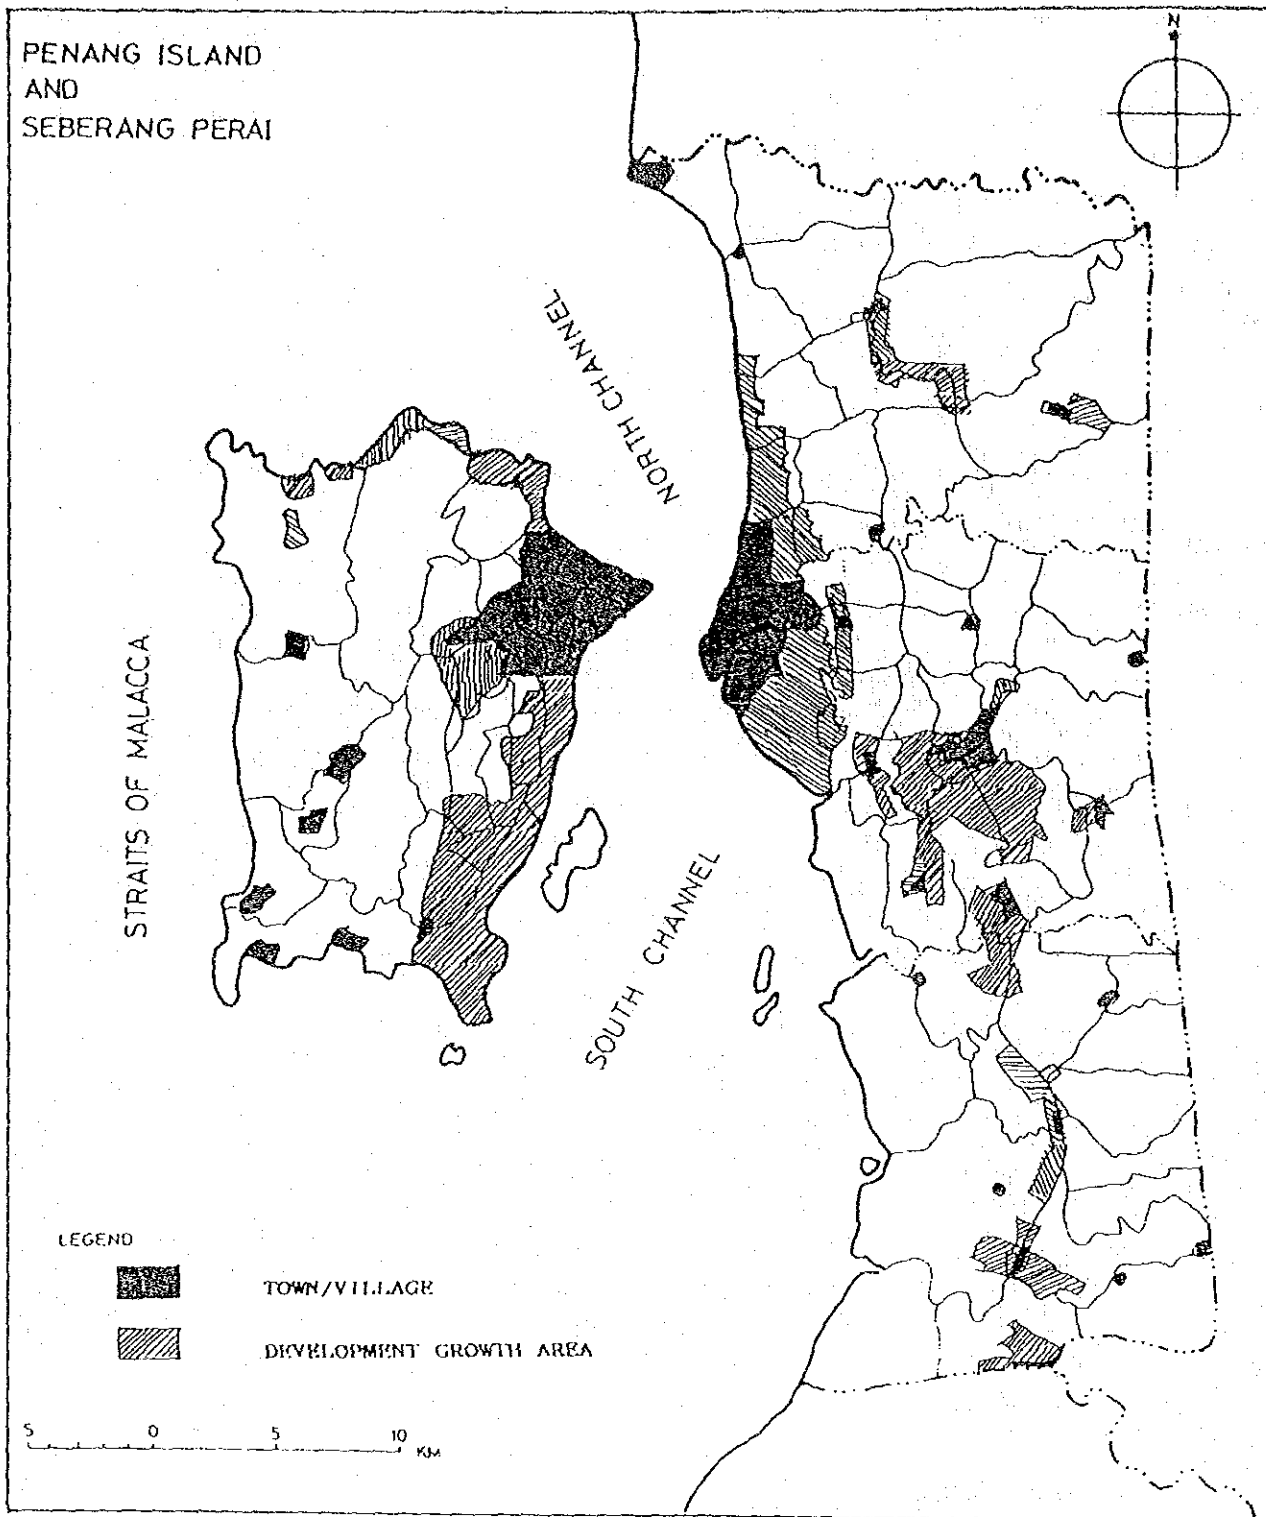 PENANG ISLAND
AND
SEBERANG PERAI
N
NORTH CHANNEL
STRAITS OF MALACCA
SOUTH CHANNEL
LEGEND
TOWN/VILLAGE
DEVELOPMENT GROWTH AREA
5 0 5 10
KM